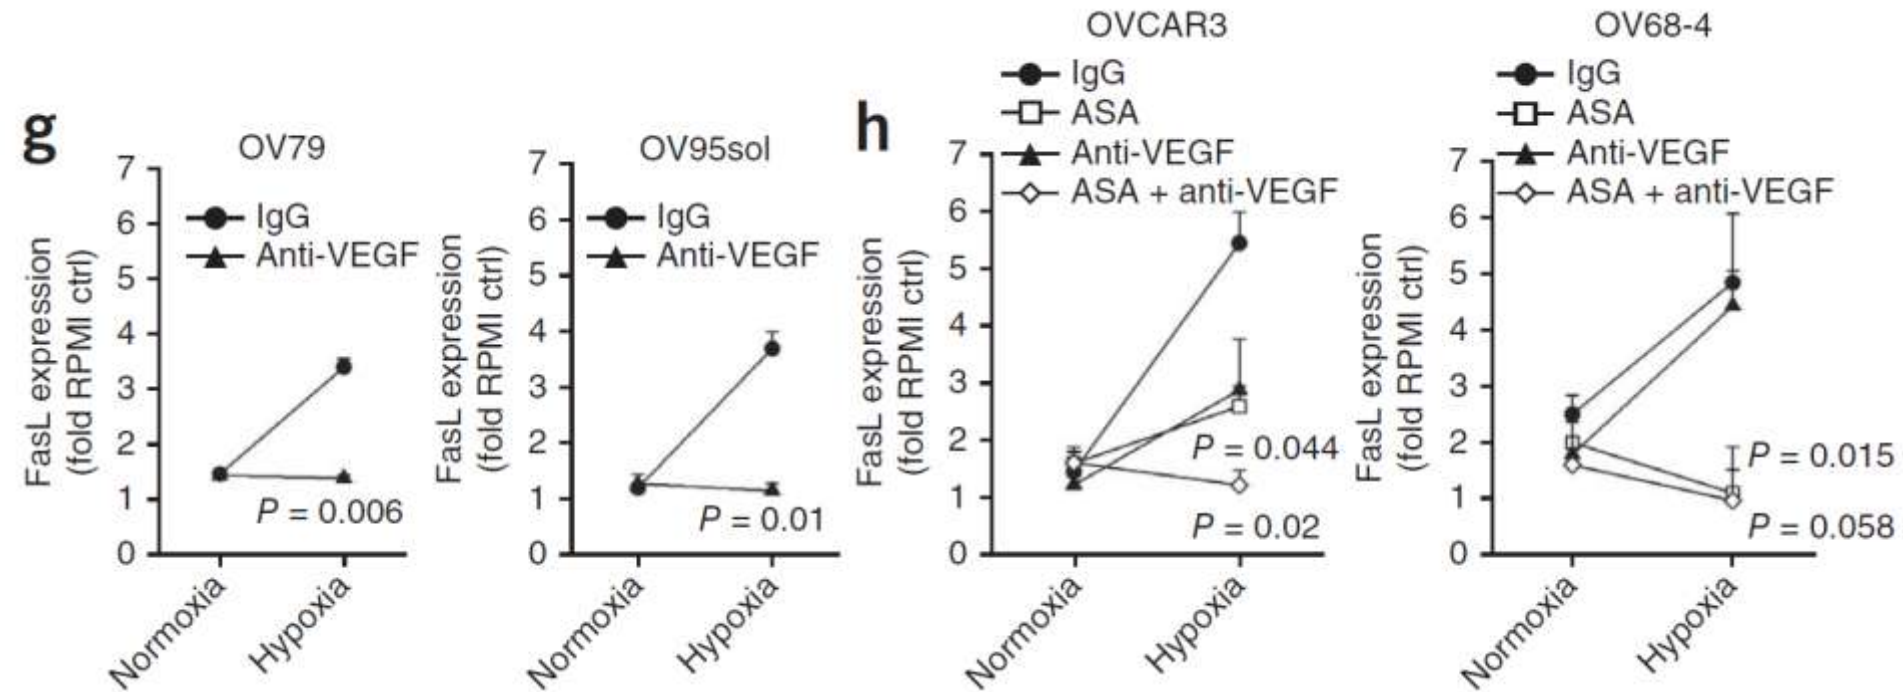 g
OV79
IgG
Anti-VEGF
FasL expression
(fold RPMI ctrl)
7
6
5
4
3
2
1
0
P = 0.006
Normoxia
Hypoxia
OV95sol
IgG
Anti-VEGF
FasL expression
(fold RPMI ctrl)
7
6
5
4
3
2
1
0
P = 0.01
Normoxia
Hypoxia
h
OVCAR3
IgG
ASA
Anti-VEGF
ASA + anti-VEGF
FasL expression
(fold RPMI ctrl)
7
6
5
4
3
2
1
0
P = 0.044
P = 0.02
Normoxia
Hypoxia
OV68-4
IgG
ASA
Anti-VEGF
ASA + anti-VEGF
FasL expression
(fold RPMI ctrl)
7
6
5
4
3
2
1
0
P = 0.015
P = 0.058
Normoxia
Hypoxia